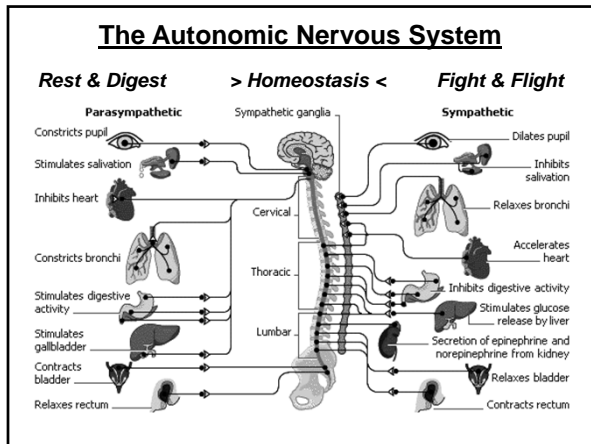 The Autonomic Nervous System
Rest & Digest
> Homeostasis <
Fight & Flight
Parasympathetic
Sympathetic ganglia
Sympathetic
Constricts pupil
Stimulates salivation
Inhibits heart
Constricts bronchi
Stimulates digestive
activity
Stimulates
gallbladder
Contracts
bladder
Relaxes rectum
Cervical
Thoracic
Lumbar
Dilates pupil
Inhibits
salivation
Relaxes bronchi
Accelerates
heart
Inhibits digestive activity
Stimulates glucose
release by liver
Secretion of epinephrine and
norepinephrine from kidney
Relaxes bladder
Contracts rectum